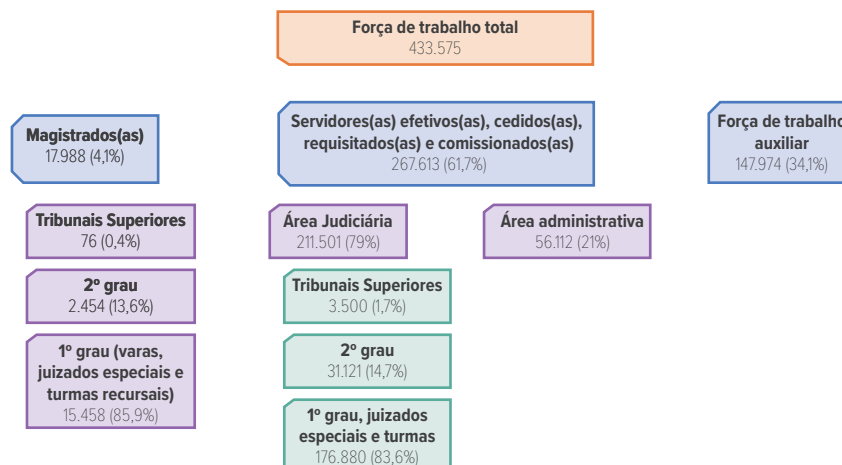 Força de trabalho total
433.575
Magistrados(as)
17.988 (4,1%)
Servidores(as) efetivos(as), cedidos(as),
requisitados(as) e comissionados(as)
267.613 (61,7%)
Força de trabalho
auxiliar
147.974 (34,1%)
Tribunais Superiores
76 (0,4%)
2º grau
2.454 (13,6%)
1º grau (varas,
juizados especiais e
turmas recursais)
15.458 (85,9%)
Área Judiciária
211.501 (79%)
Área administrativa
56.112 (21%)
Tribunais Superiores
3.500 (1,7%)
2º grau
31.121 (14,7%)
1º grau, juizados
especiais e turmas
176.880 (83,6%)